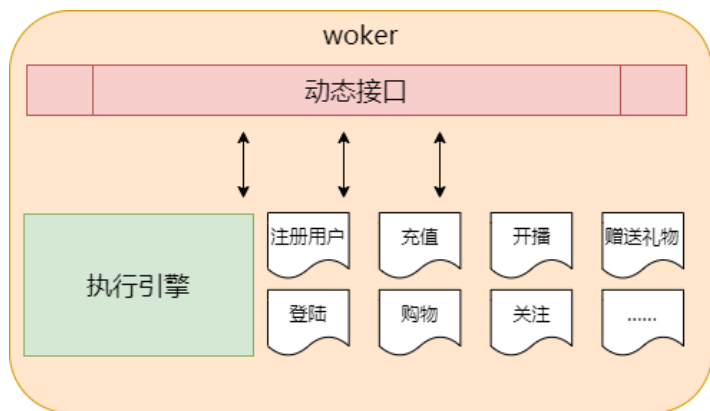 woker
动态接口
执行引擎
注册用户
充值
开播
赠送礼物
登陆
购物
关注
......